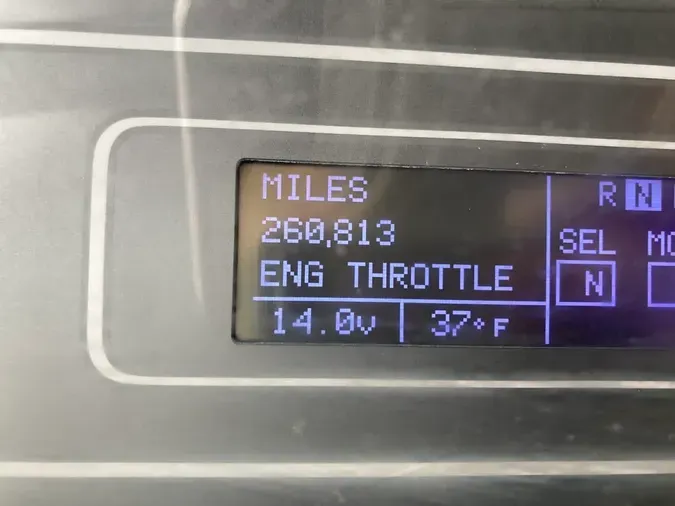 MILES
260,813
ENG THROTTLE
14.0v 37°F
R N
SEL
N